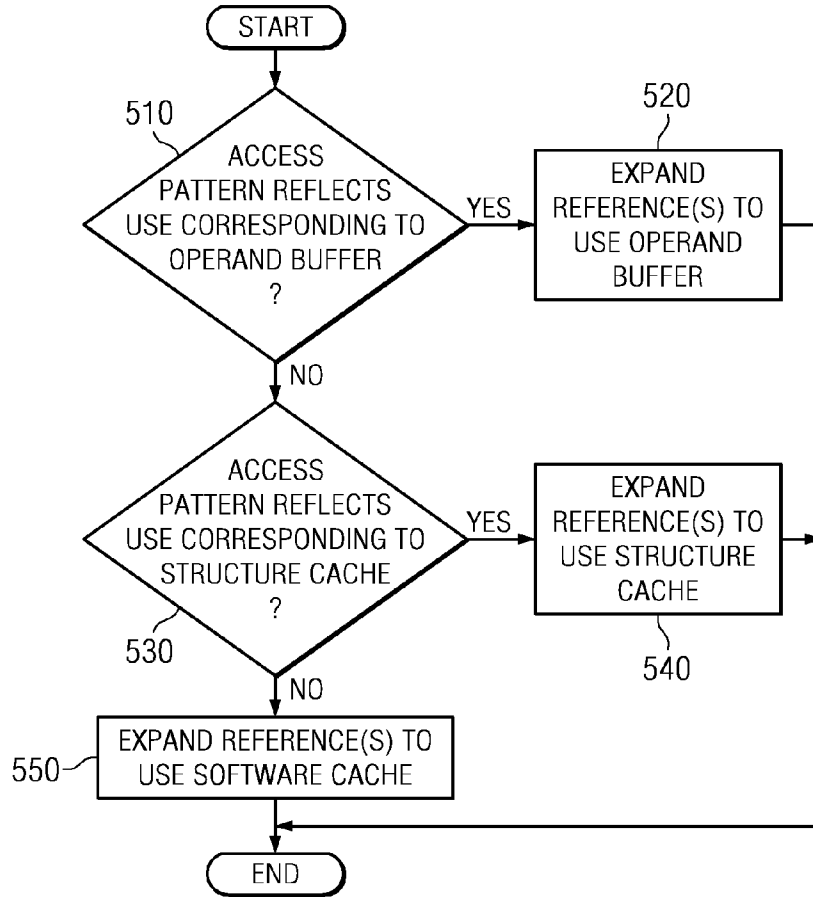 START
510
ACCESS
PATTERN REFLECTS
USE CORRESPONDING TO
OPERAND BUFFER
?
YES
520
EXPAND
REFERENCE(S) TO
USE OPERAND
BUFFER
NO
ACCESS
PATTERN REFLECTS
USE CORRESPONDING TO
STRUCTURE CACHE
?
530
YES
EXPAND
REFERENCE(S) TO
USE STRUCTURE
CACHE
540
NO
550
EXPAND REFERENCE(S) TO
USE SOFTWARE CACHE
END